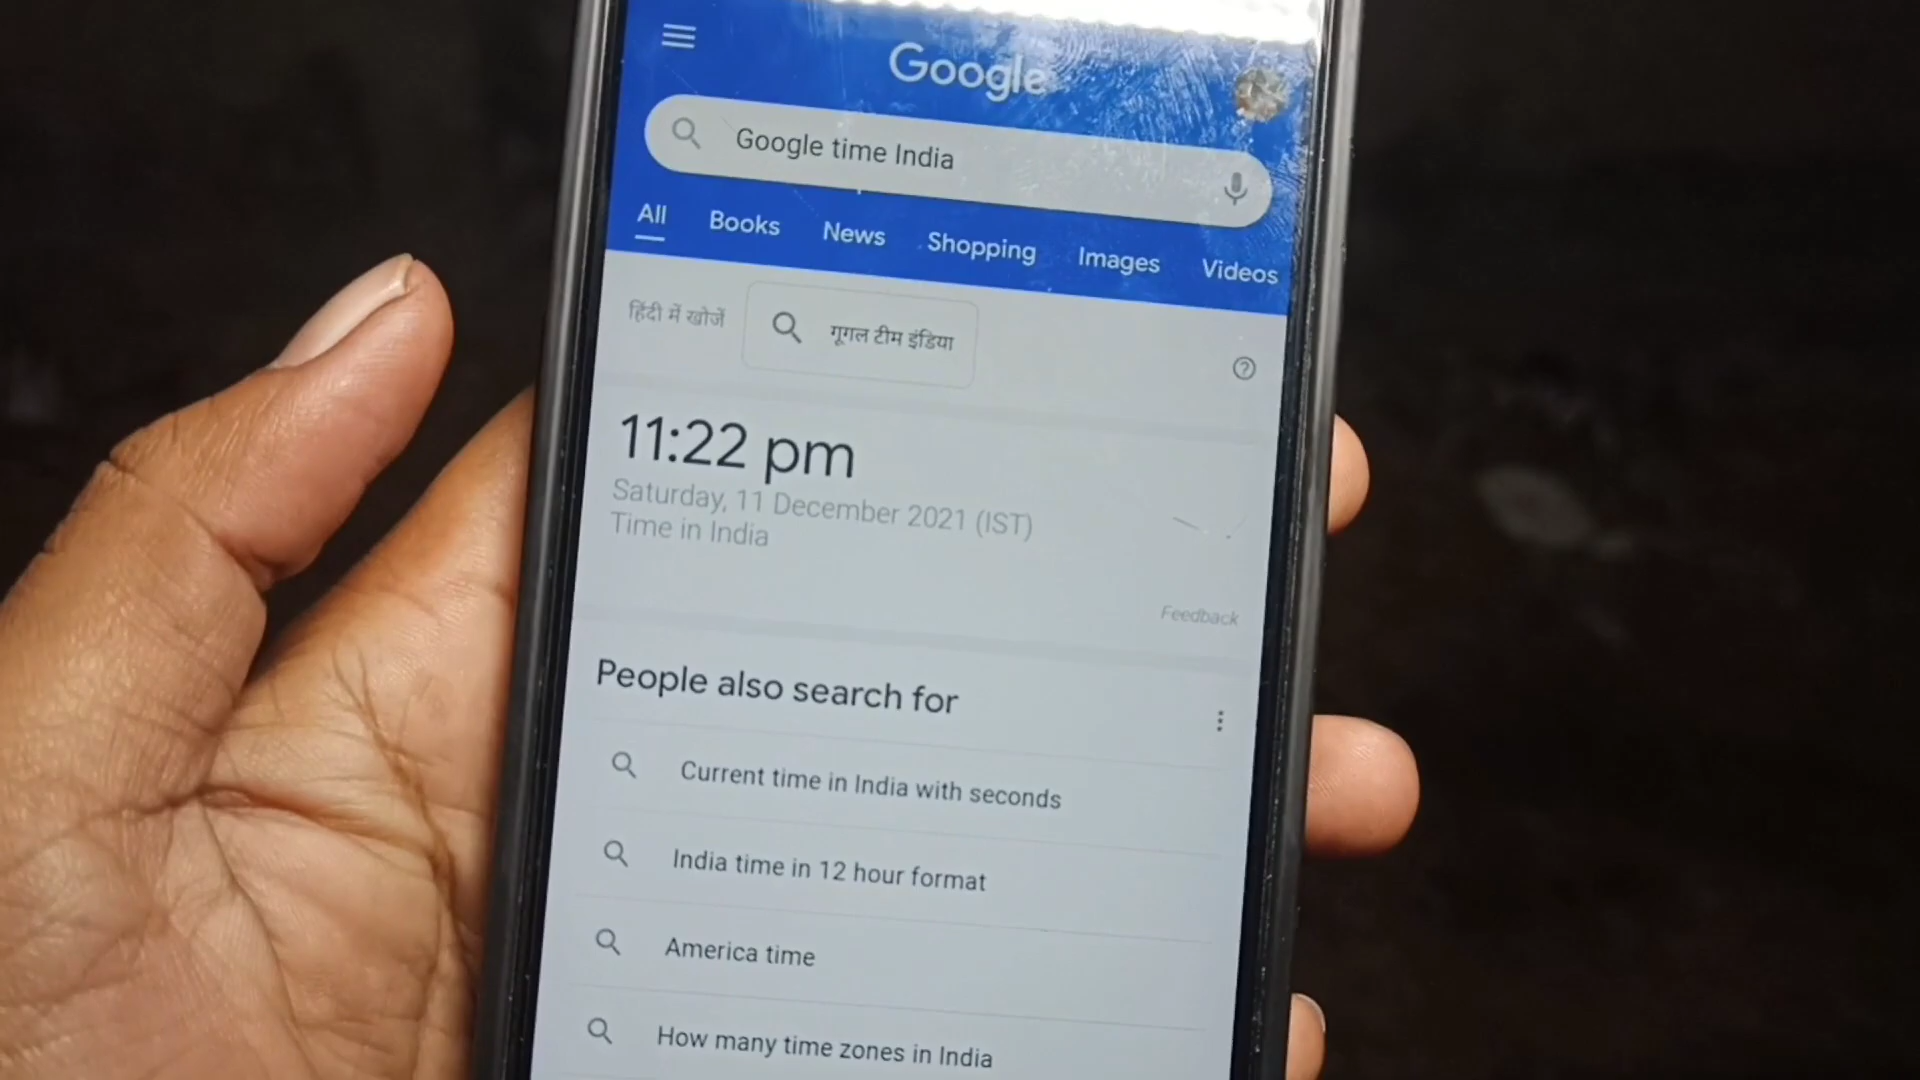 Google
Google time India
All Books News Shopping Images Videos
हिंदी में खोजें गूगल टीम इंडिया
11:22 pm
Saturday, 11 December 2021 (IST)
Time in India
Feedback
People also search for
Current time in India with seconds
India time in 12 hour format
America time
How many time zones in India